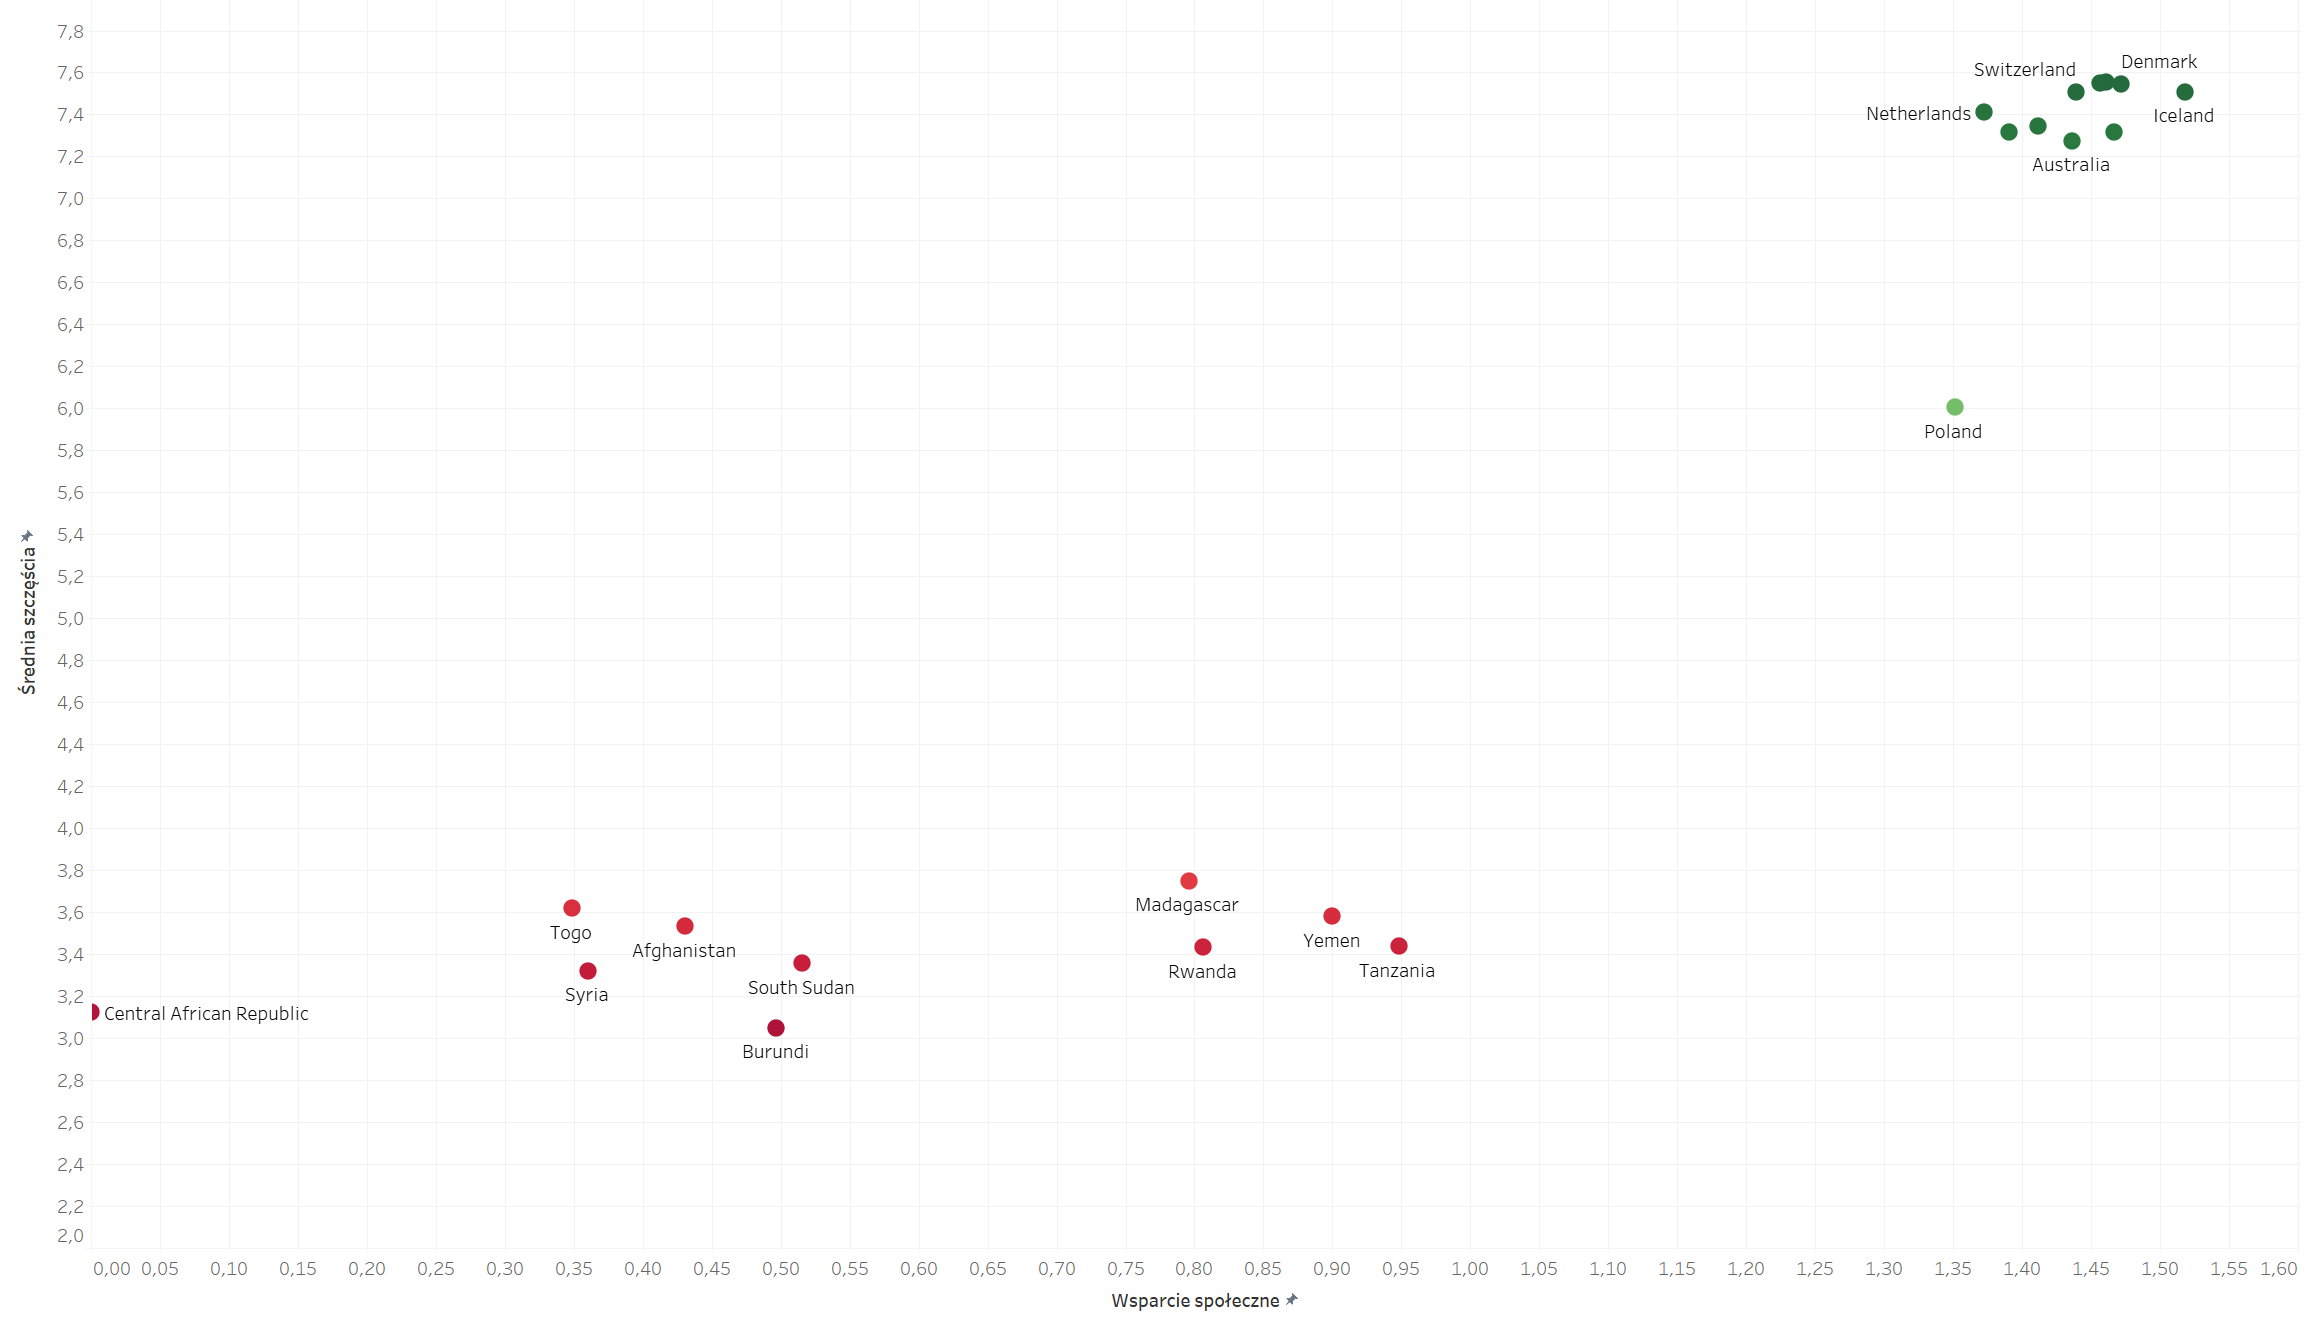 7,8
7,6
7,4
7,2
7,0
6,8
6,6
6,4
6,2
6,0
5,8
5,6
5,4
5,2
5,0
4,8
4,6
4,4
4,2
4,0
3,8
3,6
3,4
3,2
3,0
2,8
2,6
2,4
2,2
2,0
Średnia szczęścia
Denmark
Switzerland
Netherlands
Iceland
Australia
Poland
Madagascar
Togo
Yemen
Afghanistan
Tanzania
Rwanda
South Sudan
Syria
Central African Republic
Burundi
0,00 0,05 0,10 0,15 0,20 0,25 0,30 0,35 0,40 0,45 0,50 0,55 0,60 0,65 0,70 0,75 0,80 0,85 0,90 0,95 1,00 1,05 1,10 1,15 1,20 1,25 1,30 1,35 1,40 1,45 1,50 1,55 1,60
Wsparcie społeczne